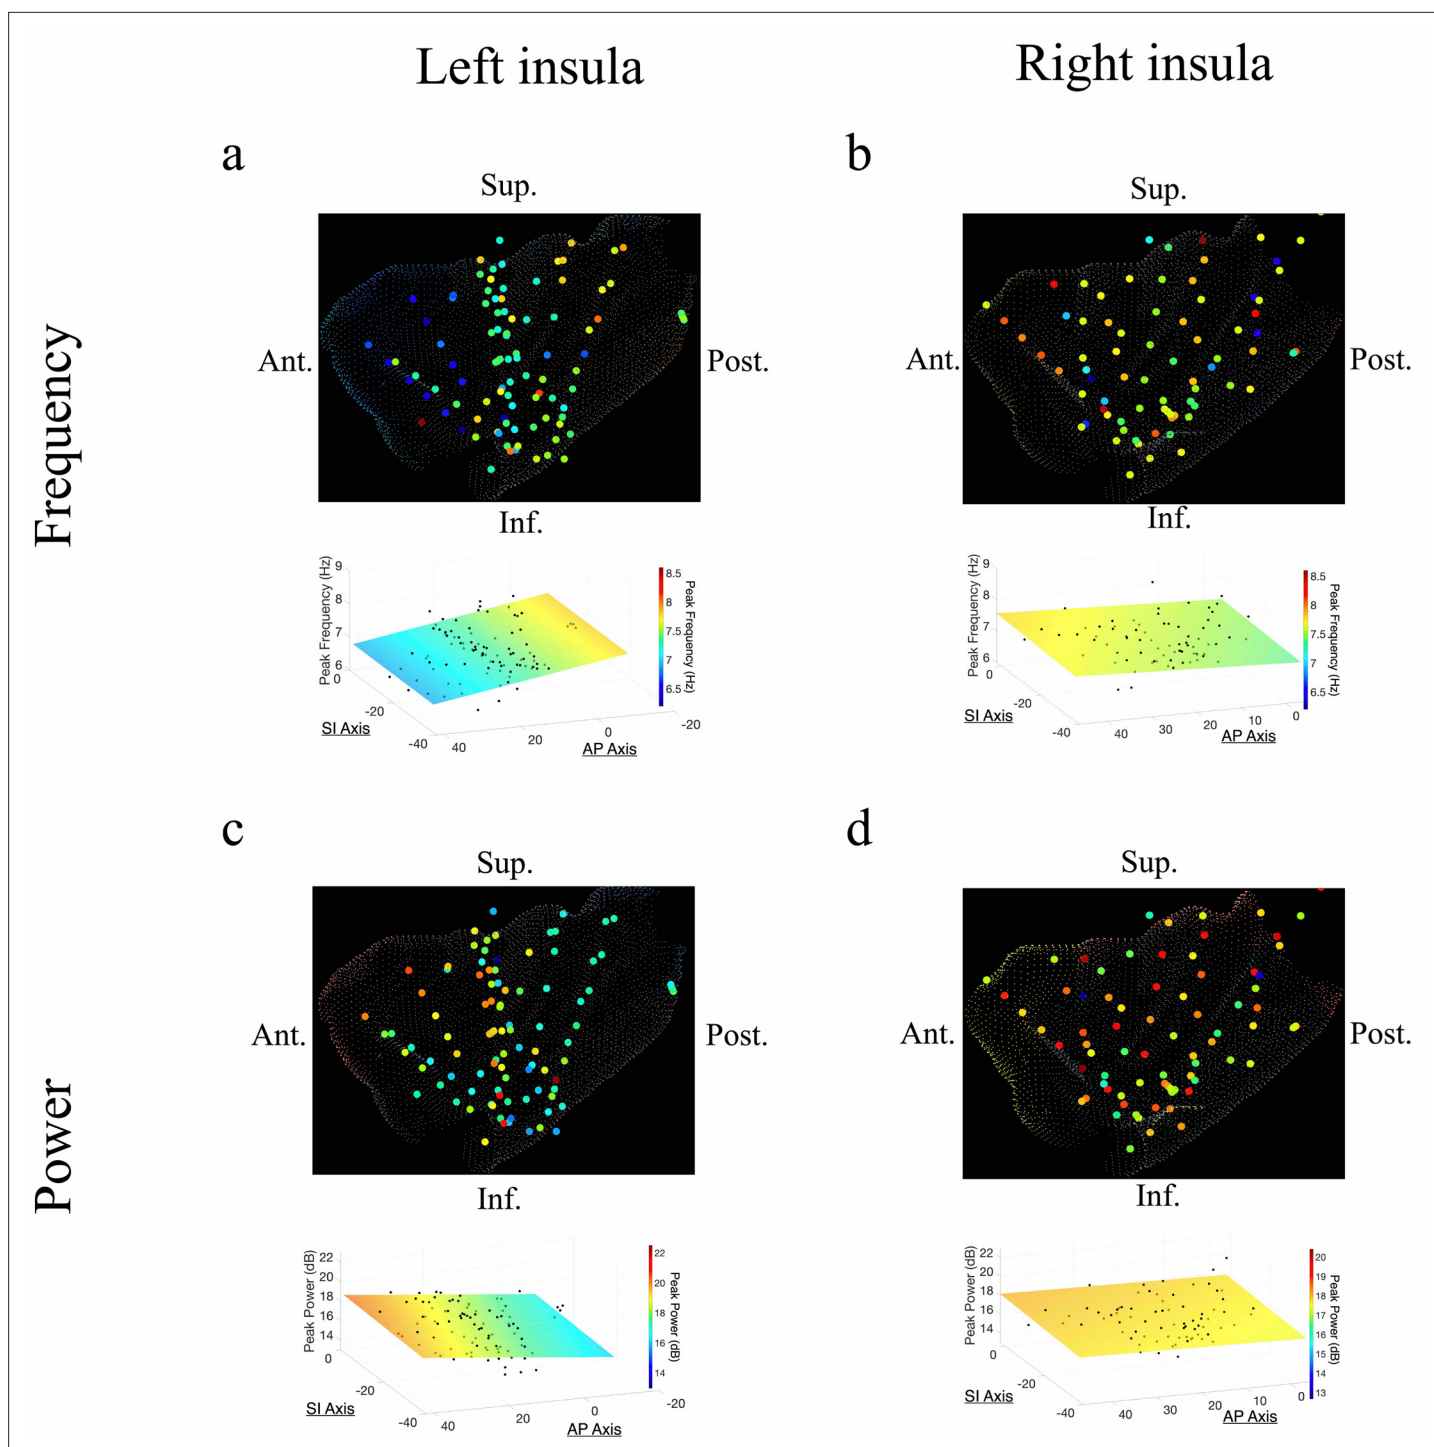 Left insula
Right insula
Frequency
Power
a
Sup.
Ant.
Post.
Inf.
Peak Frequency (Hz)
9
8
7
6
0
-20
-40
SI Axis
40
20
0
-20
AP Axis
8.5
8
7.5
7
6.5
Peak Frequency (Hz)
b
Sup.
Ant.
Post.
Inf.
Peak Frequency (Hz)
9
8
7
6
0
-20
-40
SI Axis
40
30
20
10
0
AP Axis
8.5
8
7.5
7
6.5
Peak Frequency (Hz)
c
Sup.
Ant.
Post.
Inf.
Peak Power (dB)
22
20
18
16
14
0
-20
-40
SI Axis
40
20
0
-20
AP Axis
22
20
18
16
14
Peak Power (dB)
d
Sup.
Ant.
Post.
Inf.
Peak Power (dB)
22
20
18
16
14
0
-20
-40
SI Axis
40
30
20
10
0
AP Axis
20
19
18
17
16
15
14
13
Peak Power (dB)